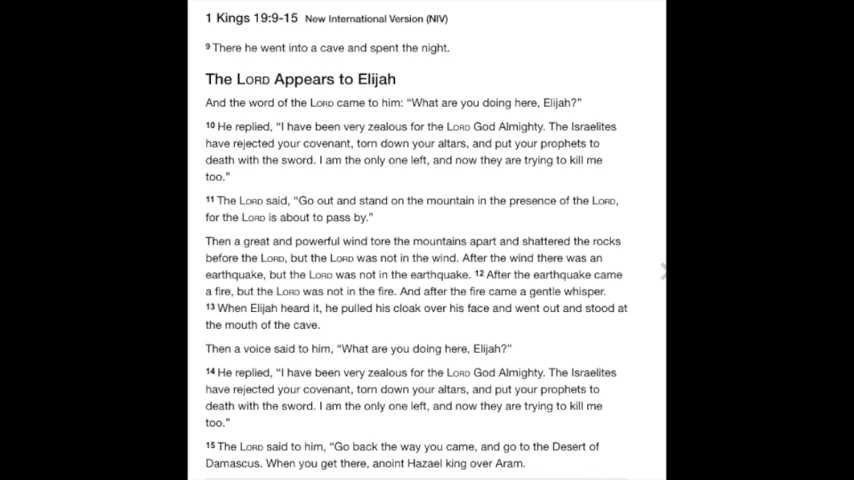 1 Kings 19:9-15 New International Version (NIV)
9 There he went into a cave and spent the night.
The LORD Appears to Elijah
And the word of the LORD came to him: “What are you doing here, Elijah?”
10 He replied, “I have been very zealous for the LORD God Almighty. The Israelites
have rejected your covenant, torn down your altars, and put your prophets to
death with the sword. I am the only one left, and now they are trying to kill me
too.”
11 The LORD said, “Go out and stand on the mountain in the presence of the LORD,
for the LORD is about to pass by.”
Then a great and powerful wind tore the mountains apart and shattered the rocks
before the LORD, but the LORD was not in the wind. After the wind there was an
earthquake, but the LORD was not in the earthquake. 12 After the earthquake came
a fire, but the LORD was not in the fire. And after the fire came a gentle whisper.
13 When Elijah heard it, he pulled his cloak over his face and went out and stood at
the mouth of the cave.
Then a voice said to him, “What are you doing here, Elijah?”
14 He replied, “I have been very zealous for the LORD God Almighty. The Israelites
have rejected your covenant, torn down your altars, and put your prophets to
death with the sword. I am the only one left, and now they are trying to kill me
too.”
15 The LORD said to him, “Go back the way you came, and go to the Desert of
Damascus. When you get there, anoint Hazael king over Aram.